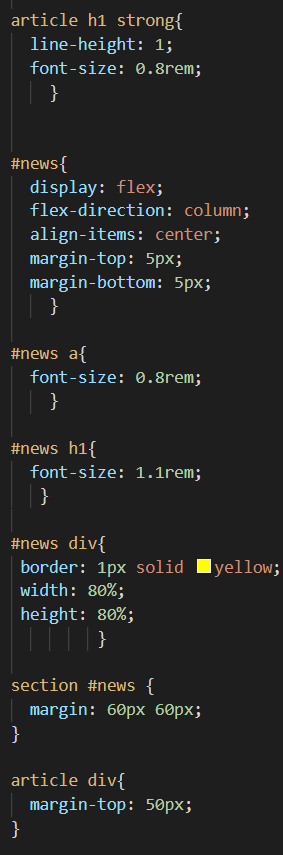 article h1 strong{
line-height: 1;
font-size: 0.8rem;
}
#news{
display: flex;
flex-direction: column;
align-items: center;
margin-top: 5px;
margin-bottom: 5px;
}
#news a{
font-size: 0.8rem;
}
#news h1{
font-size: 1.1rem;
}
#news div{
border: 1px solid yellow;
width: 80%;
height: 80%;
}
section #news {
margin: 60px 60px;
}
article div{
margin-top: 50px;
}